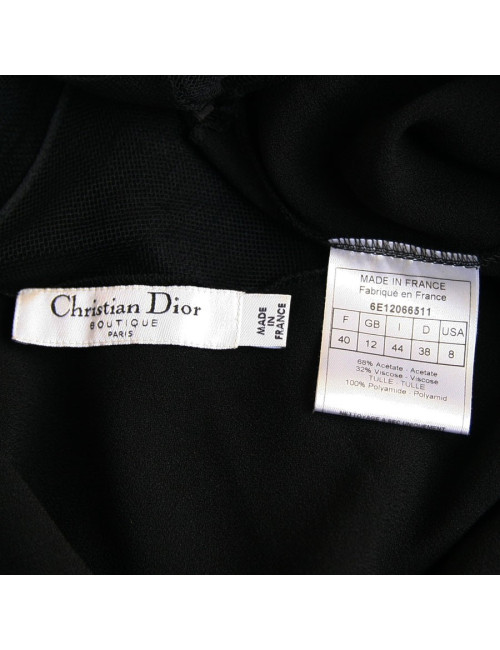 Christian Dior
BOUTIQUE
PARIS
MADE
IN
FRANCE
MADE IN FRANCE
Fabriqué en France
6E12066511
F GB I D USA
40 12 44 38 8
68% Acetate - Acetate
32% Viscose - Viscose
TULLE - TULLE
100% Polyamide - Polyamid